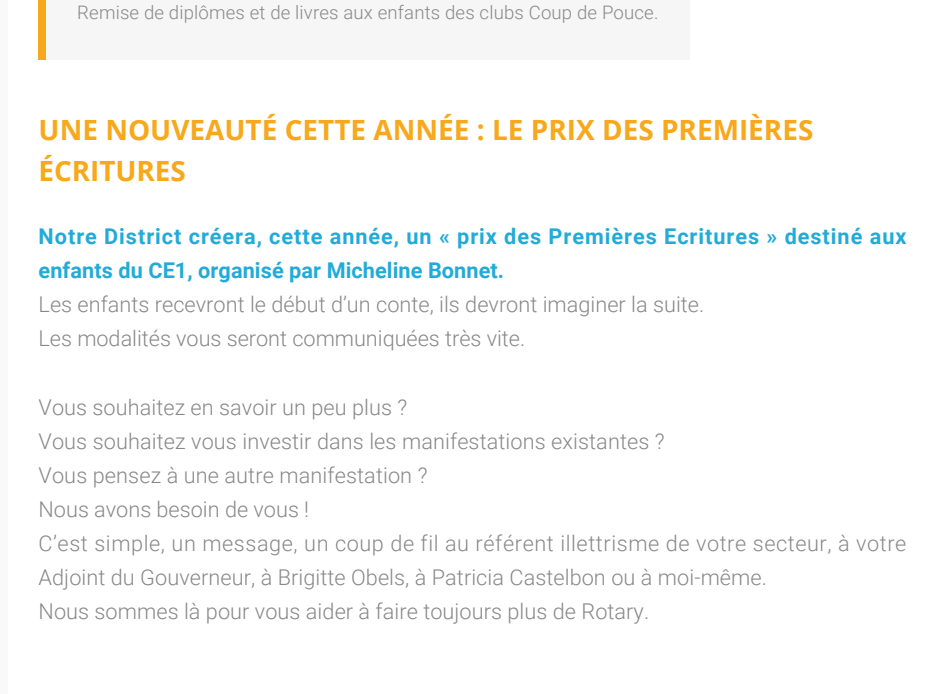 Remise de diplômes et de livres aux enfants des clubs Coup de Pouce.
UNE NOUVEAUTÉ CETTE ANNÉE : LE PRIX DES PREMIÈRES
ÉCRITURES
Notre District créera, cette année, un « prix des Premières Ecritures » destiné aux
enfants du CE1, organisé par Micheline Bonnet.
Les enfants recevront le début d’un conte, ils devront imaginer la suite.
Les modalités vous seront communiquées très vite.
Vous souhaitez en savoir un peu plus ?
Vous souhaitez vous investir dans les manifestations existantes ?
Vous pensez à une autre manifestation ?
Nous avons besoin de vous !
C’est simple, un message, un coup de fil au référent illettrisme de votre secteur, à votre
Adjoint du Gouverneur, à Brigitte Obels, à Patricia Castelbon ou à moi-même.
Nous sommes là pour vous aider à faire toujours plus de Rotary.